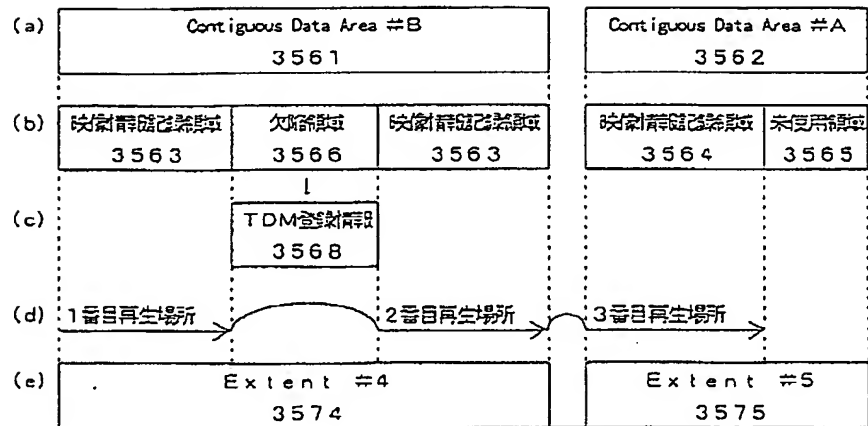 (a) Contiguous Data Area #B Contiguous Data Area #A
3561 3562
(b) 映像情報記録領域 欠陥領域 映像情報記録領域 映像情報記録領域 未使用領域
3563 3566 3563 3564 3565
(c) TDM登録情報
3568
(d) 1番目再生場所 2番目再生場所 3番目再生場所
(e) Extent #4 Extent #5
3574 3575